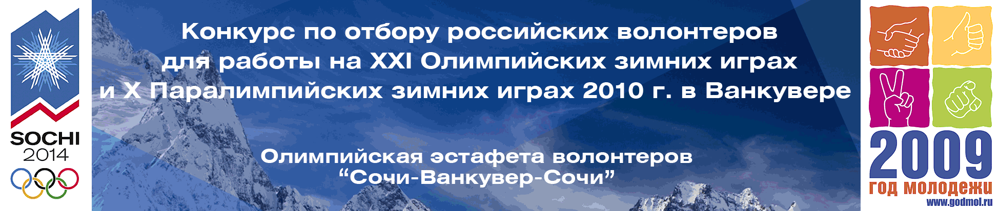 Конкурс по отбору российских волонтеров
для работы на XXI Олимпийских зимних играх
и X Паралимпийских зимних играх 2010 г. в Ванкувере
Олимпийская эстафета волонтеров
“Сочи-Ванкувер-Сочи”
SOCHI
2014
2009
ГОД МОЛОДЕЖИ
www.godmol.ru